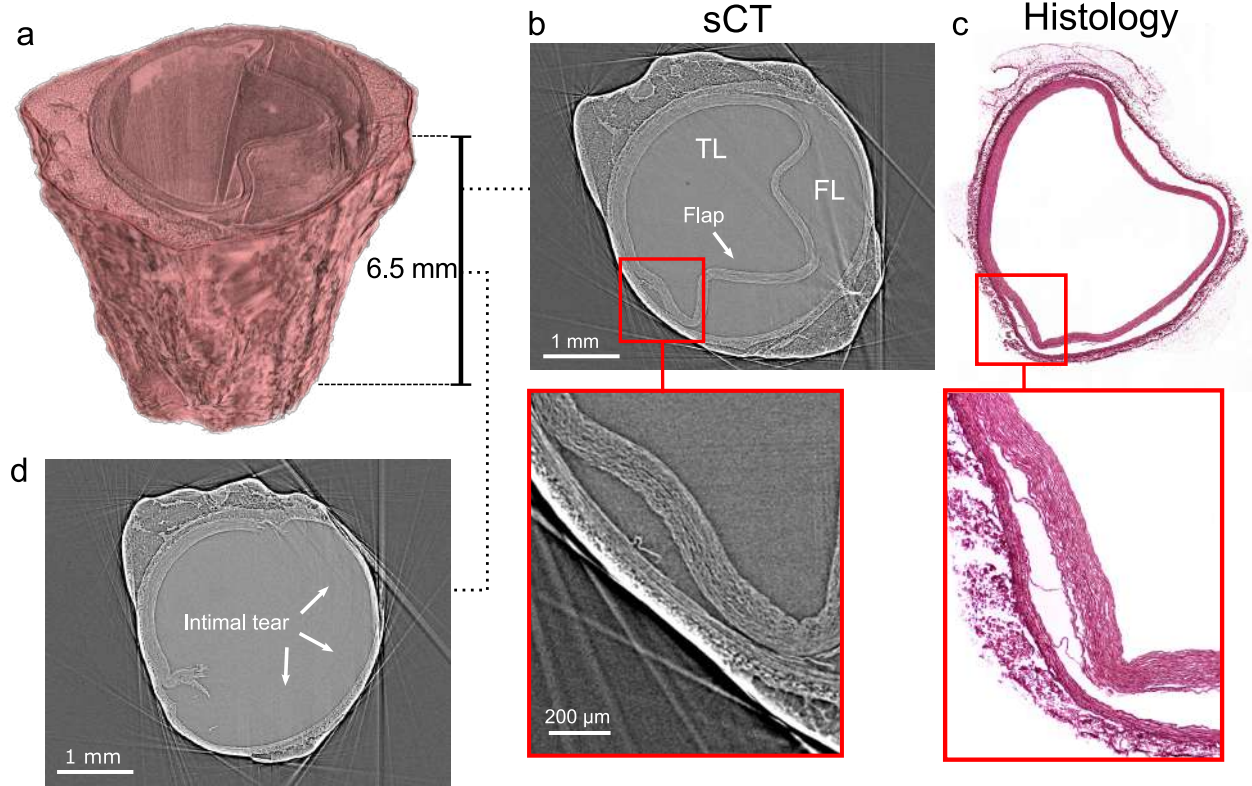 a
6.5 mm
b
sCT
TL
FL
Flap
1 mm
200 µm
c
Histology
d
Intimal tear
1 mm